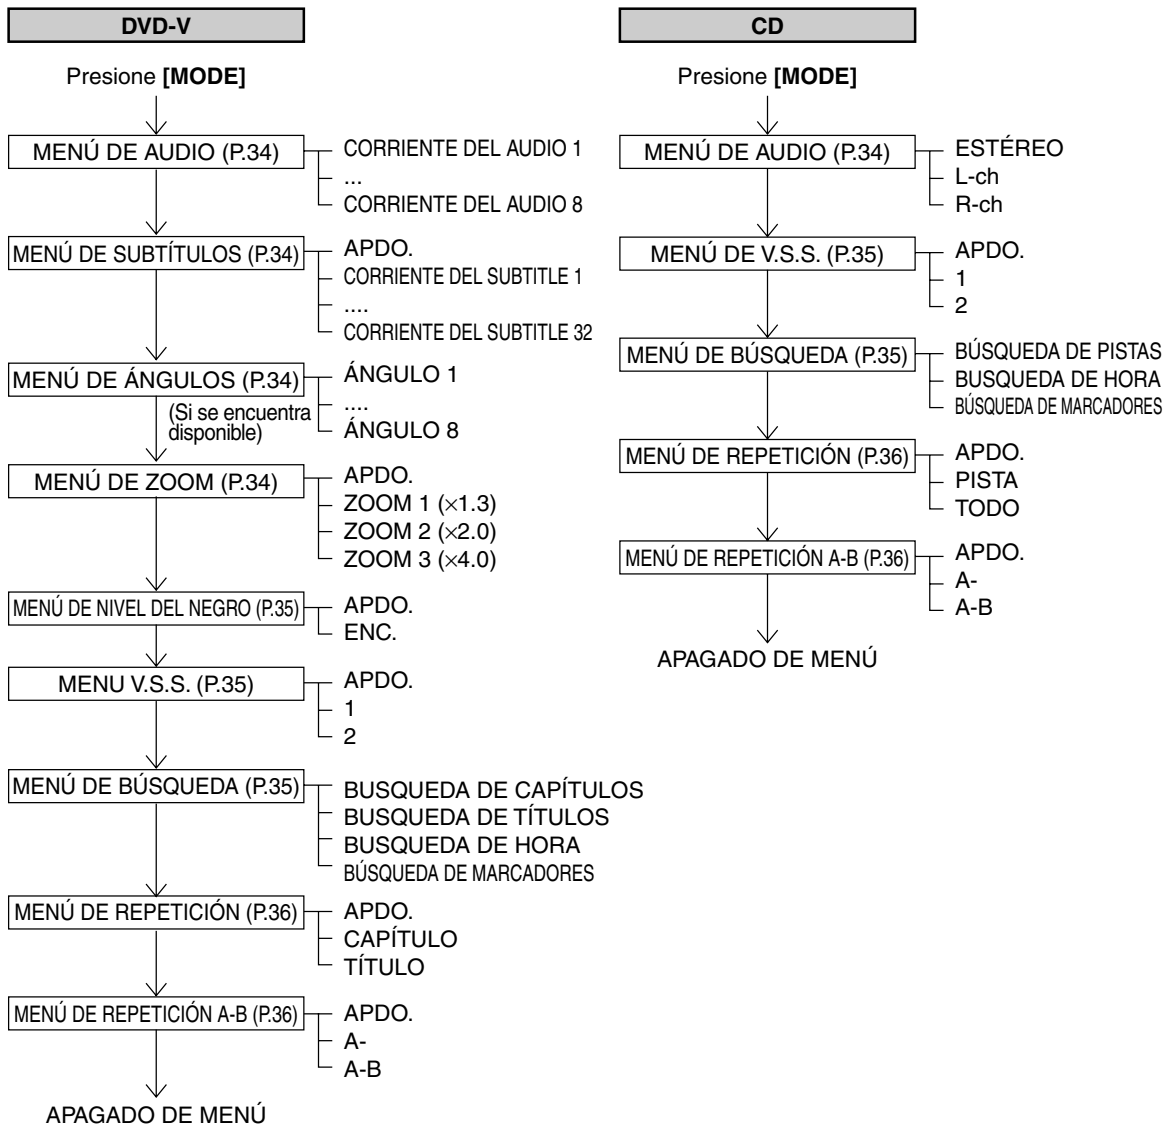 DVD-V
Presione [MODE]
MENÚ DE AUDIO (P.34)
CORRIENTE DEL AUDIO 1
...
CORRIENTE DEL AUDIO 8
MENÚ DE SUBTÍTULOS (P.34)
APDO.
CORRIENTE DEL SUBTITLE 1
....
CORRIENTE DEL SUBTITLE 32
MENÚ DE ÁNGULOS (P.34)
(Si se encuentra
disponible)
ÁNGULO 1
....
ÁNGULO 8
MENÚ DE ZOOM (P.34)
APDO.
ZOOM 1 (×1.3)
ZOOM 2 (×2.0)
ZOOM 3 (×4.0)
MENÚ DE NIVEL DEL NEGRO (P.35)
APDO.
ENC.
MENU V.S.S. (P.35)
APDO.
1
2
MENÚ DE BÚSQUEDA (P.35)
BUSQUEDA DE CAPÍTULOS
BUSQUEDA DE TÍTULOS
BUSQUEDA DE HORA
BÚSQUEDA DE MARCADORES
MENÚ DE REPETICIÓN (P.36)
APDO.
CAPÍTULO
TÍTULO
MENÚ DE REPETICIÓN A-B (P.36)
APDO.
A-
A-B
APAGADO DE MENÚ
CD
Presione [MODE]
MENÚ DE AUDIO (P.34)
ESTÉREO
L-ch
R-ch
MENÚ DE V.S.S. (P.35)
APDO.
1
2
MENÚ DE BÚSQUEDA (P.35)
BÚSQUEDA DE PISTAS
BUSQUEDA DE HORA
BÚSQUEDA DE MARCADORES
MENÚ DE REPETICIÓN (P.36)
APDO.
PISTA
TODO
MENÚ DE REPETICIÓN A-B (P.36)
APDO.
A-
A-B
APAGADO DE MENÚ